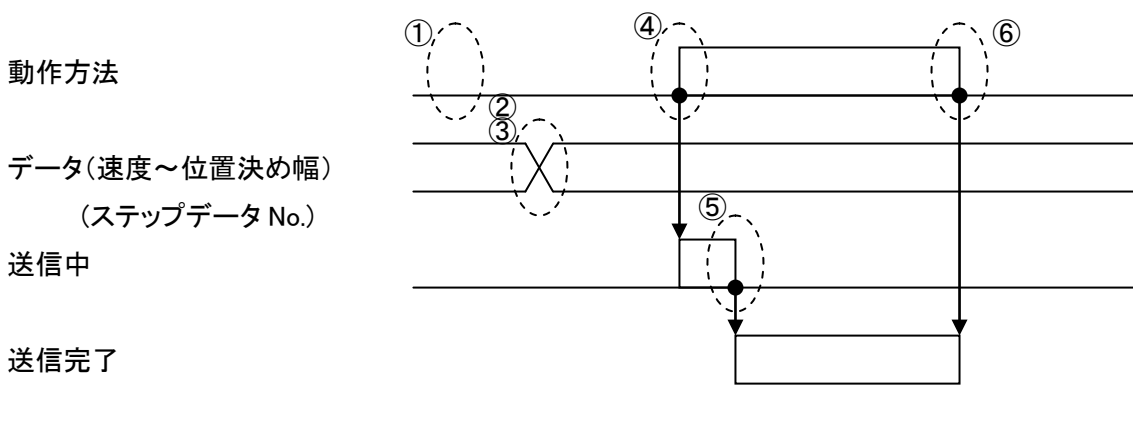 ① ④ ⑥
動作方法
②
③
データ（速度～位置決め幅）
（ステップデータ No.）
⑤
送信中
送信完了